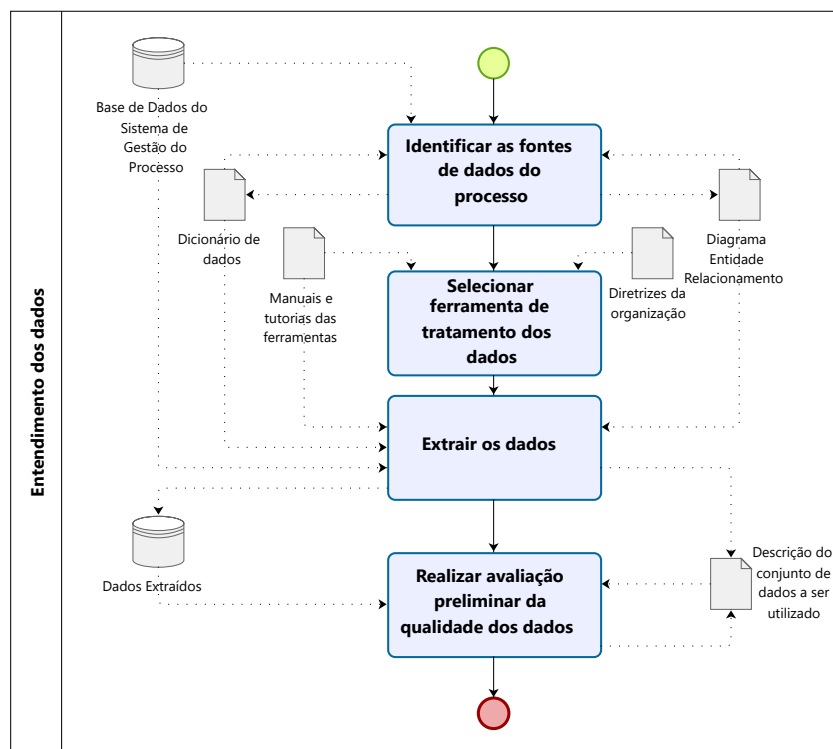 Entendimento dos dados
Base de Dados do
Sistema de
Gestão do
Processo
Identificar as fontes
de dados do
processo
Dicionário de
dados
Diagrama
Entidade
Relacionamento
Manuais e
tutorias das
ferramentas
Selecionar
ferramenta de
tratamento dos
dados
Diretrizes da
organização
Extrair os dados
Dados Extraídos
Realizar avaliação
preliminar da
qualidade dos dados
Descrição do
conjunto de
dados a ser
utilizado